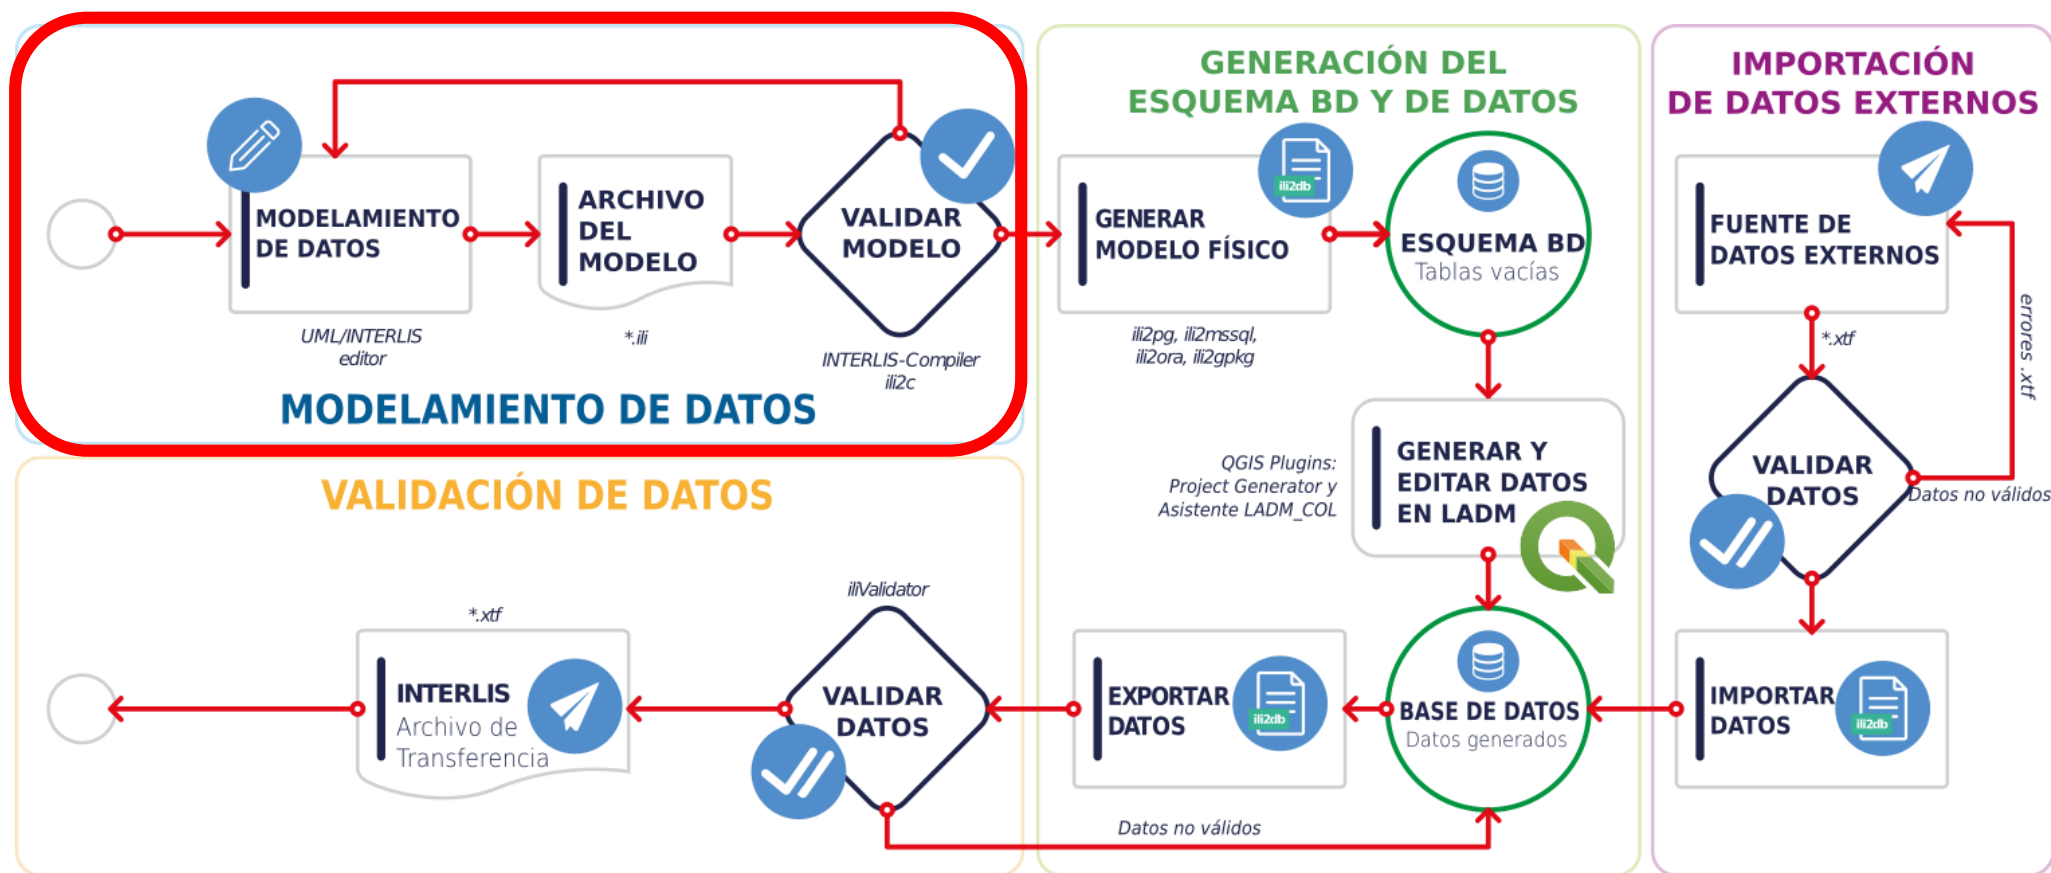 MODELAMIENTO
DE DATOS
UML/INTERLIS
editor
ARCHIVO
DEL
MODELO
*.ili
VALIDAR
MODELO
INTERLIS-Compiler
ili2c
MODELAMIENTO DE DATOS
GENERACIÓN DEL
ESQUEMA BD Y DE DATOS
ili2db
GENERAR
MODELO FÍSICO
ili2pg, ili2mssql,
ili2ora, ili2gpkg
ESQUEMA BD
Tablas vacías
QGIS Plugins:
Project Generator y
Asistente LADM_COL
GENERAR Y
EDITAR DATOS
EN LADM
BASE DE DATOS
Datos generados
EXPORTAR
DATOS
ili2db
Datos no válidos
IMPORTACIÓN
DE DATOS EXTERNOS
FUENTE DE
DATOS EXTERNOS
*.xtf
errores .xtf
VALIDAR
DATOS
Datos no válidos
IMPORTAR
DATOS
ili2db
VALIDACIÓN DE DATOS
iliValidator
VALIDAR
DATOS
*.xtf
INTERLIS
Archivo de
Transferencia